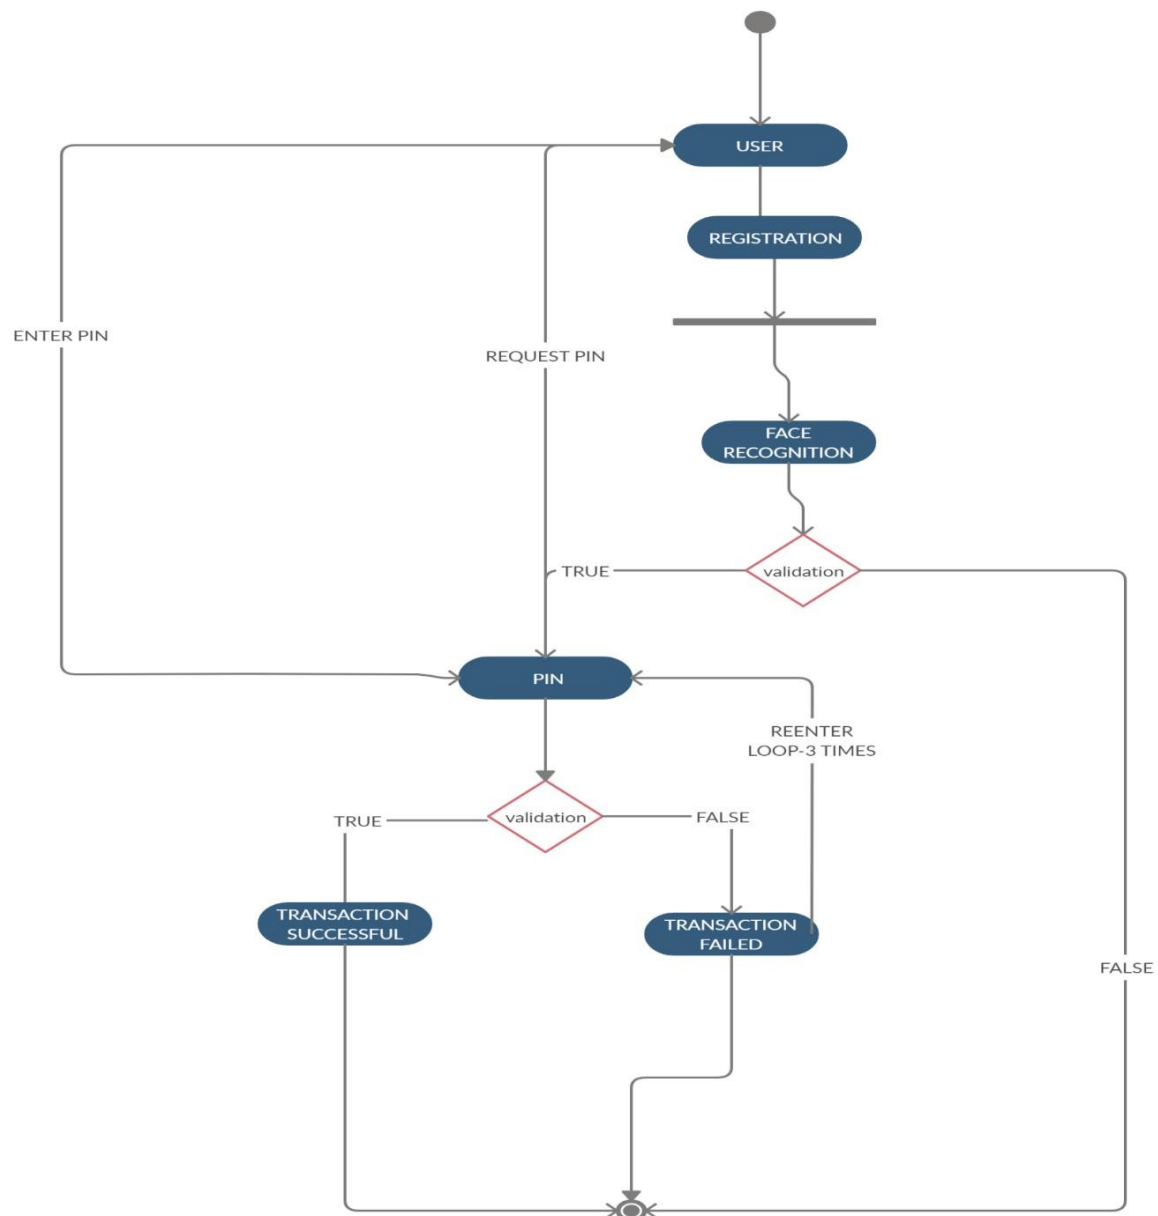 USER
REGISTRATION
ENTER PIN
REQUEST PIN
FACE
RECOGNITION
TRUE
validation
PIN
REENTER
LOOP-3 TIMES
TRUE
validation
FALSE
TRANSACTION
SUCCESSFUL
TRANSACTION
FAILED
FALSE